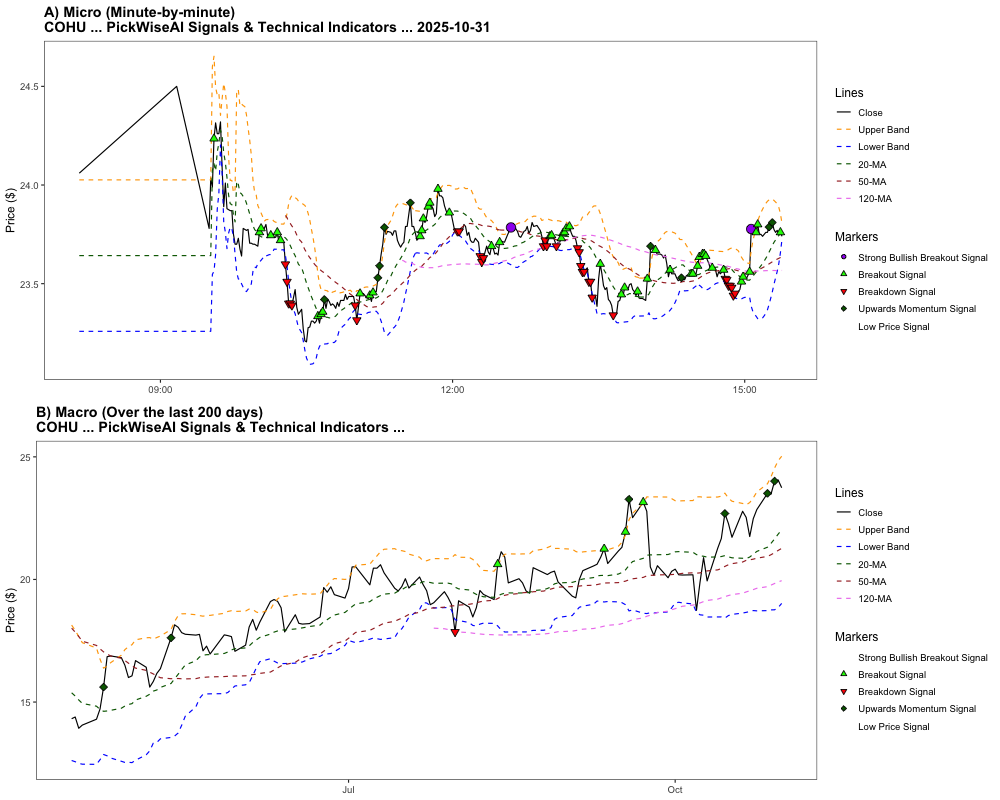 A) Micro (Minute-by-minute)
COHU ... PickWiseAI Signals & Technical Indicators ... 2025-10-31
Price ($)
24.5
24.0
23.5
09:00
12:00
15:00
Lines
Close
Upper Band
Lower Band
20-MA
50-MA
120-MA
Markers
Strong Bullish Breakout Signal
Breakout Signal
Breakdown Signal
Upwards Momentum Signal
Low Price Signal
B) Macro (Over the last 200 days)
COHU ... PickWiseAI Signals & Technical Indicators ...
Price ($)
25
20
15
Jul
Oct
Lines
Close
Upper Band
Lower Band
20-MA
50-MA
120-MA
Markers
Strong Bullish Breakout Signal
Breakout Signal
Breakdown Signal
Upwards Momentum Signal
Low Price Signal